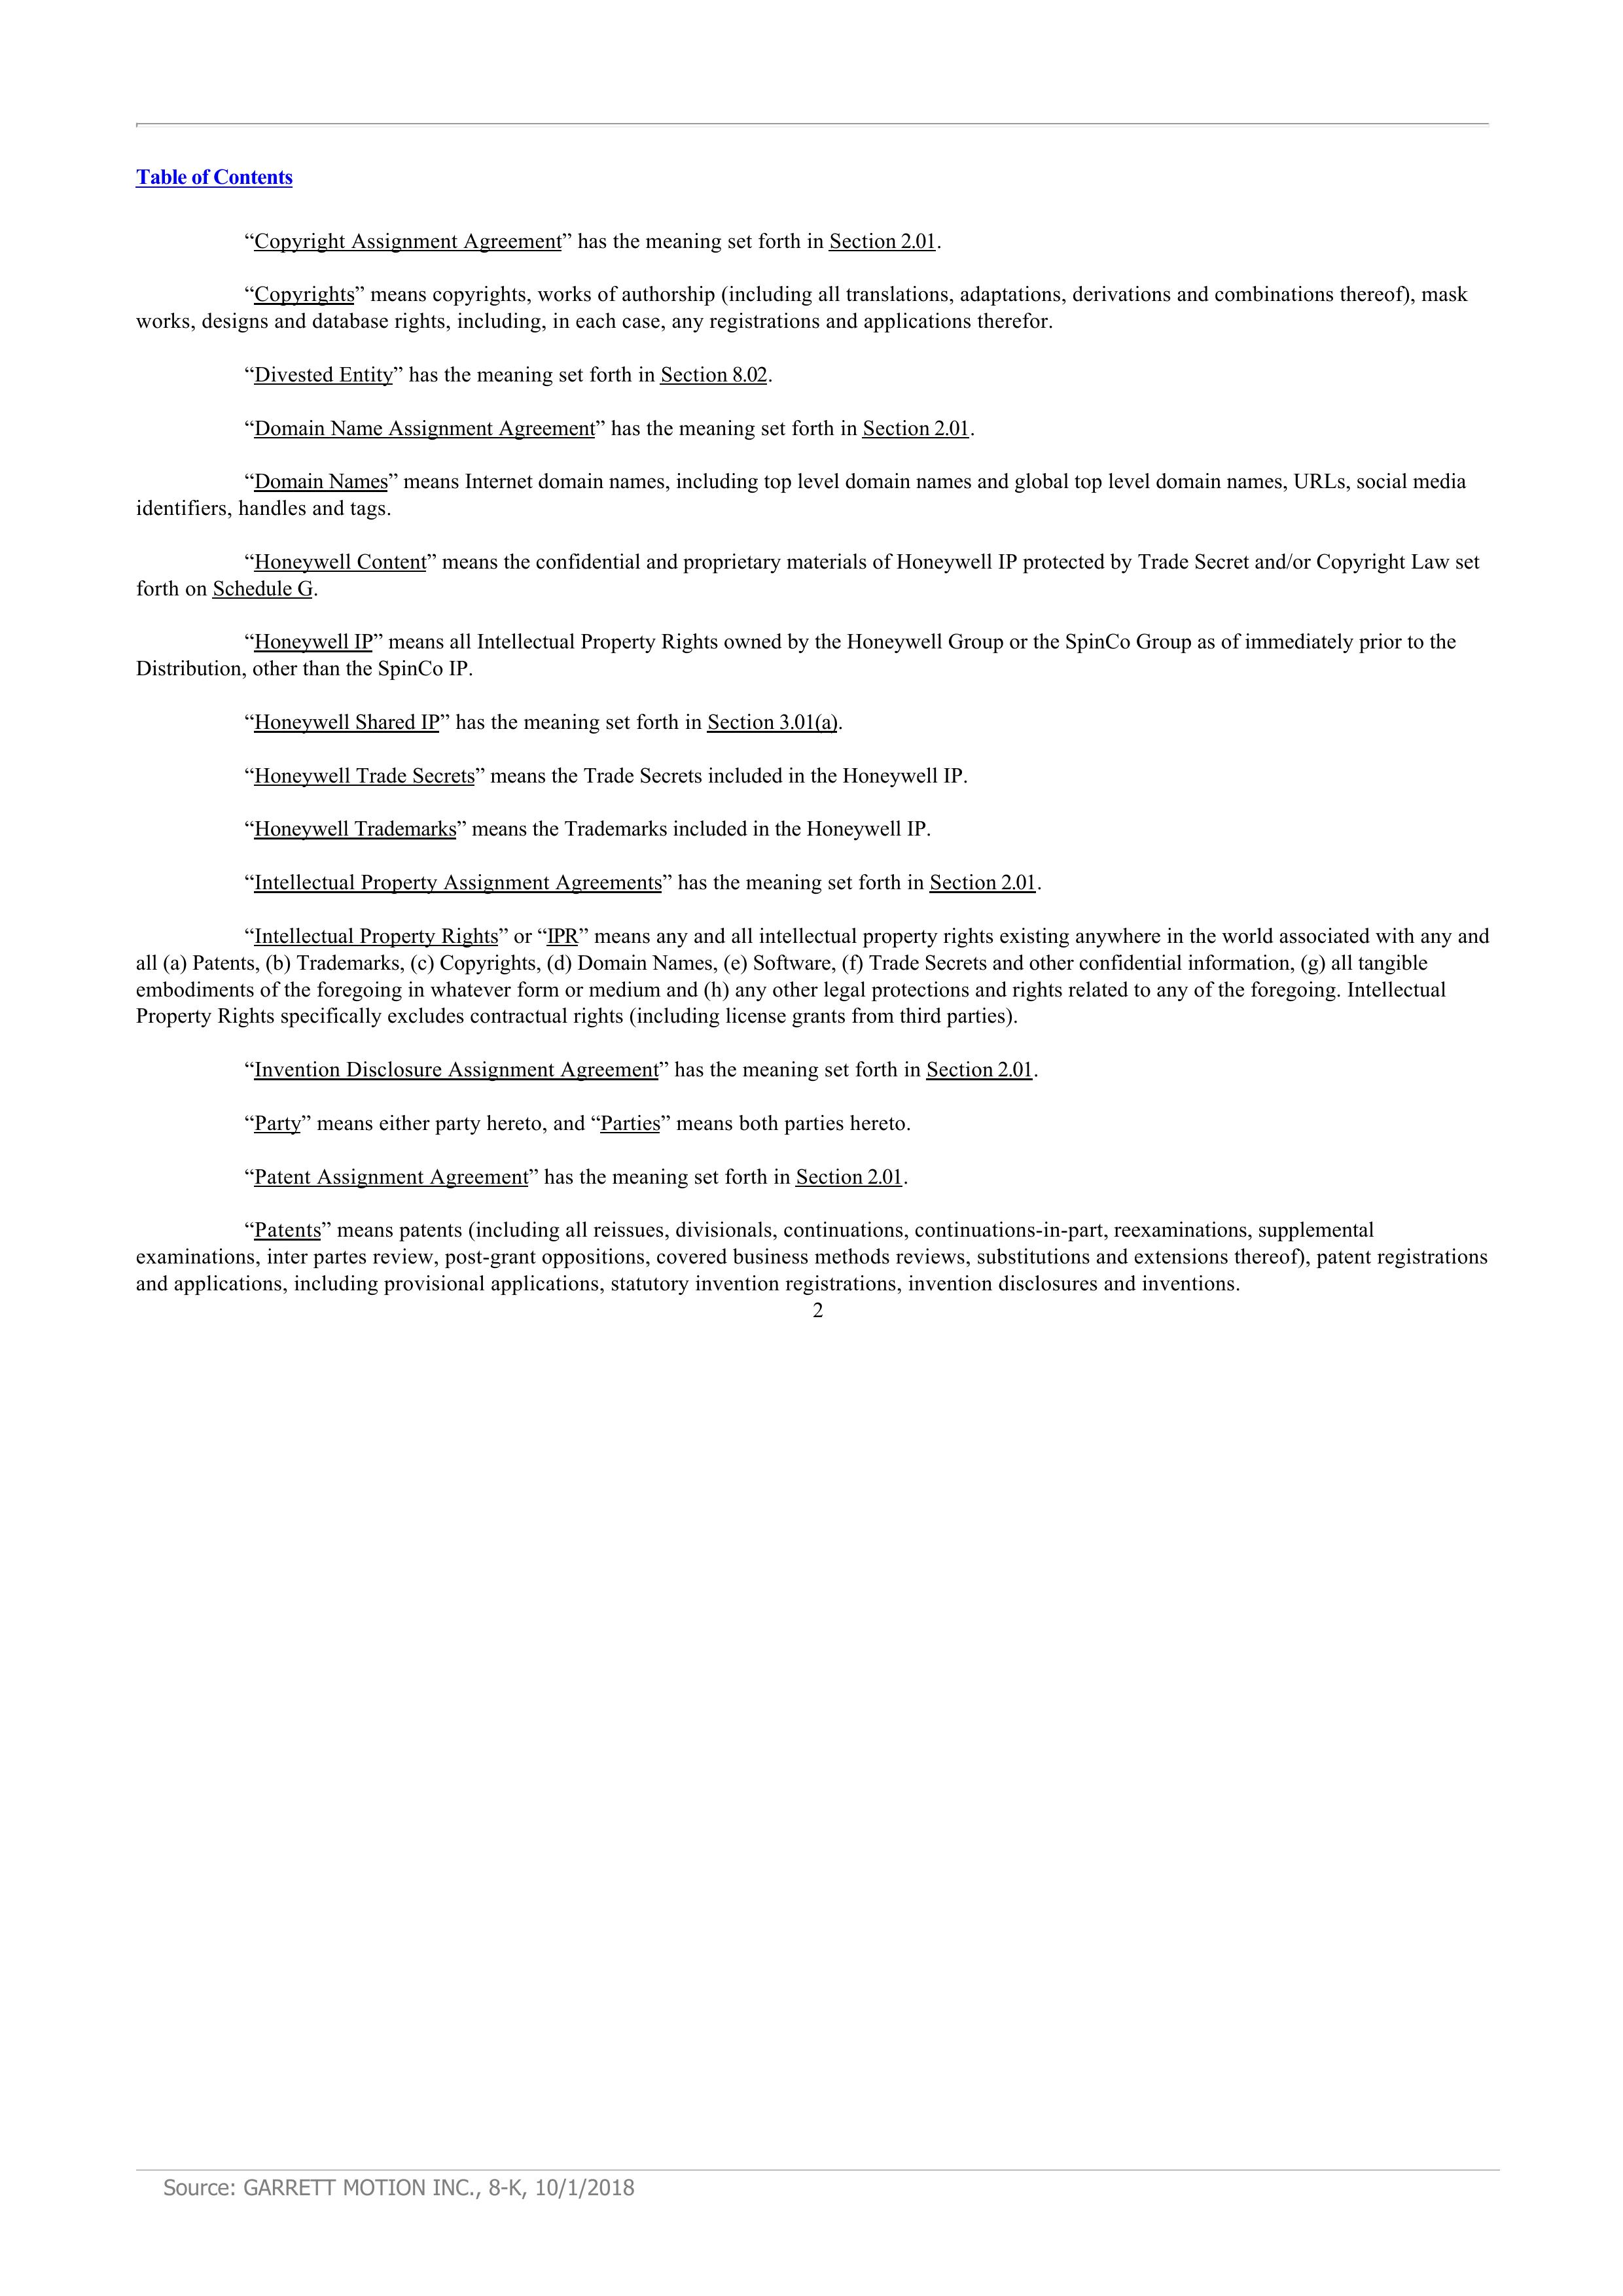 Table of Contents
“Copyright Assignment Agreement” has the meaning set forth in Section 2.01.
“Copyrights” means copyrights, works of authorship (including all translations, adaptations, derivations and combinations thereof), mask
works, designs and database rights, including, in each case, any registrations and applications therefor.
“Divested Entity” has the meaning set forth in Section 8.02.
“Domain Name Assignment Agreement” has the meaning set forth in Section 2.01.
“Domain Names” means Internet domain names, including top level domain names and global top level domain names, URLs, social media
identifiers, handles and tags.
“Honeywell Content” means the confidential and proprietary materials of Honeywell IP protected by Trade Secret and/or Copyright Law set
forth on Schedule G.
“Honeywell IP” means all Intellectual Property Rights owned by the Honeywell Group or the SpinCo Group as of immediately prior to the
Distribution, other than the SpinCo IP.
“Honeywell Shared IP” has the meaning set forth in Section 3.01(a).
“Honeywell Trade Secrets” means the Trade Secrets included in the Honeywell IP.
“Honeywell Trademarks” means the Trademarks included in the Honeywell IP.
“Intellectual Property Assignment Agreements” has the meaning set forth in Section 2.01.
“Intellectual Property Rights” or “IPR” means any and all intellectual property rights existing anywhere in the world associated with any and
all (a) Patents, (b) Trademarks, (c) Copyrights, (d) Domain Names, (e) Software, (f) Trade Secrets and other confidential information, (g) all tangible
embodiments of the foregoing in whatever form or medium and (h) any other legal protections and rights related to any of the foregoing. Intellectual
Property Rights specifically excludes contractual rights (including license grants from third parties).
“Invention Disclosure Assignment Agreement” has the meaning set forth in Section 2.01.
“Party” means either party hereto, and “Parties” means both parties hereto.
“Patent Assignment Agreement” has the meaning set forth in Section 2.01.
“Patents” means patents (including all reissues, divisionals, continuations, continuations-in-part, reexaminations, supplemental
examinations, inter partes review, post-grant oppositions, covered business methods reviews, substitutions and extensions thereof), patent registrations
and applications, including provisional applications, statutory invention registrations, invention disclosures and inventions.
2
Source: GARRETT MOTION INC., 8-K, 10/1/2018